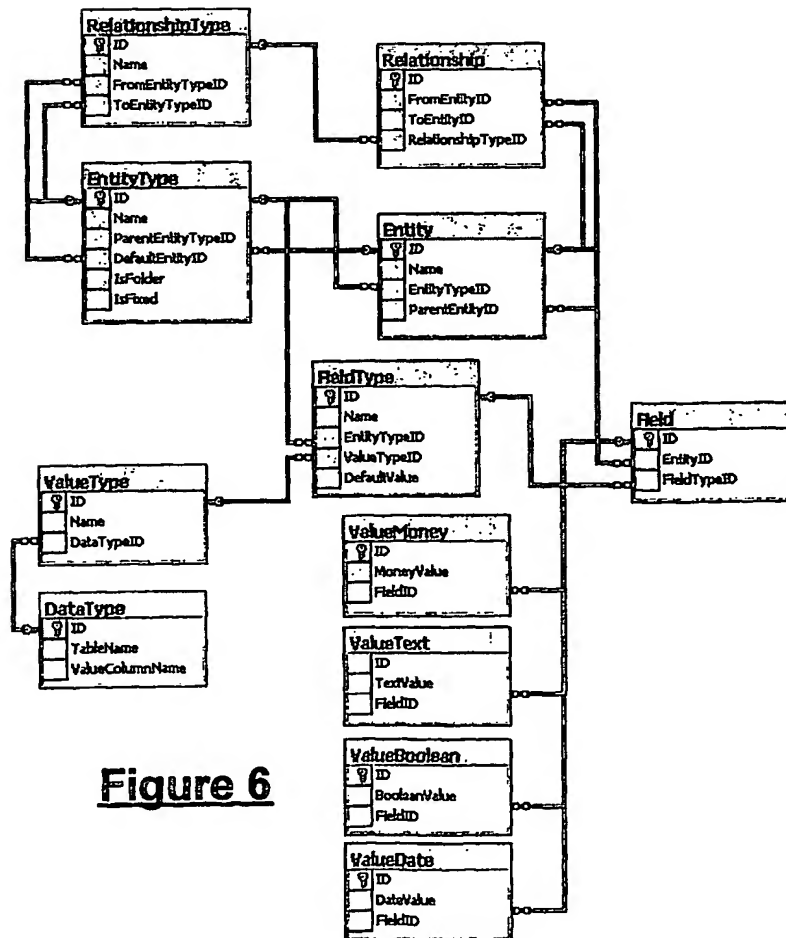 RelationshipType
ID
Name
FromEntityTypeID
ToEntityTypeID
Relationship
ID
FromEntityID
ToEntityID
RelationshipTypeID
EntityType
ID
Name
ParentEntityTypeID
DefaultEntityID
IsFolder
IsFixed
Entity
ID
Name
EntityTypeID
ParentEntityID
FieldType
ID
Name
EntityTypeID
ValueTypeID
DefaultValue
Field
ID
EntityID
FieldTypeID
ValueType
ID
Name
DataTypeID
ValueMoney
ID
MoneyValue
FieldID
DataType
ID
TableName
ValueColumnName
ValueText
ID
TextValue
FieldID
ValueBoolean
ID
BooleanValue
FieldID
Figure 6
ValueDate
ID
DateValue
FieldID